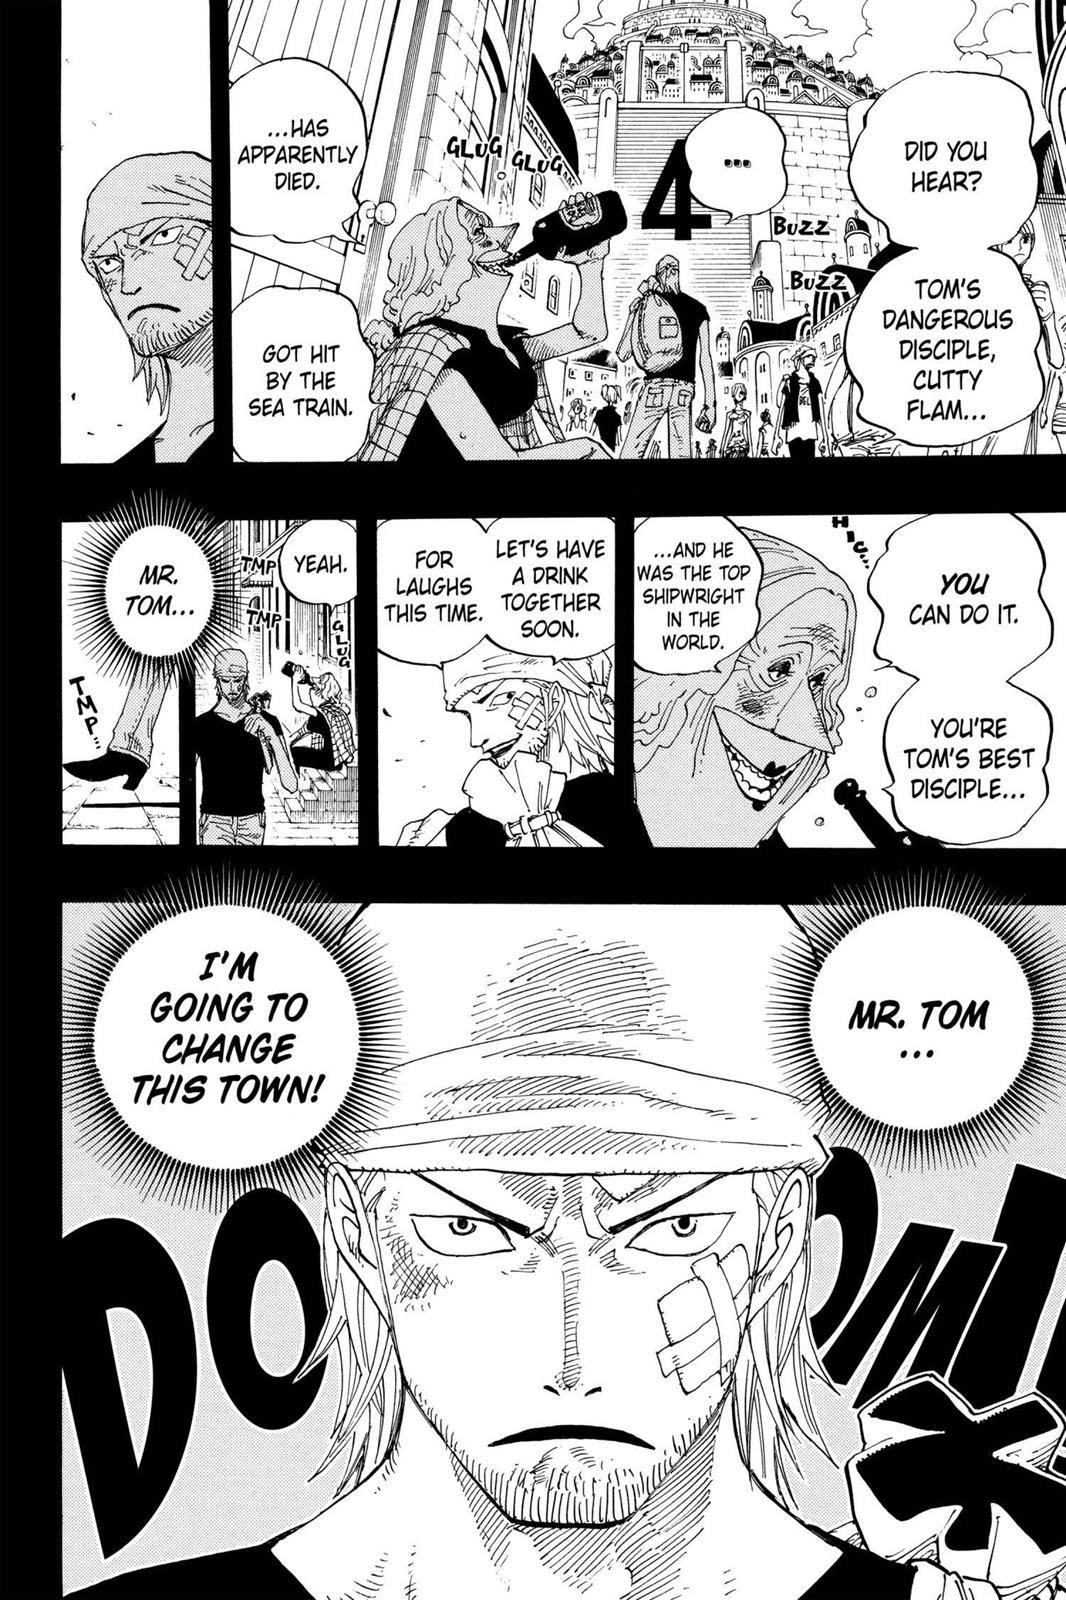 DID YOU
HEAR?
TOM'S
DANGEROUS
DISCIPLE,
CUTTY
FLAM...
BUZZ
BUZZ
...
4
GLUG GLUG
...HAS
APPARENTLY
DIED.
GOT HIT
BY THE
SEA TRAIN.
YOU
CAN DO IT.
YOU'RE
TOM'S BEST
DISCIPLE...
HIC...
...AND HE
WAS THE TOP
SHIPWRIGHT
IN THE
WORLD.
LET'S HAVE
A DRINK
TOGETHER
SOON.
FOR
LAUGHS
THIS TIME.
YEAH.
GLUG
TMP
TMP
MR.
TOM...
TMP...
MR. TOM
...
I'M
GOING TO
CHANGE
THIS TOWN!